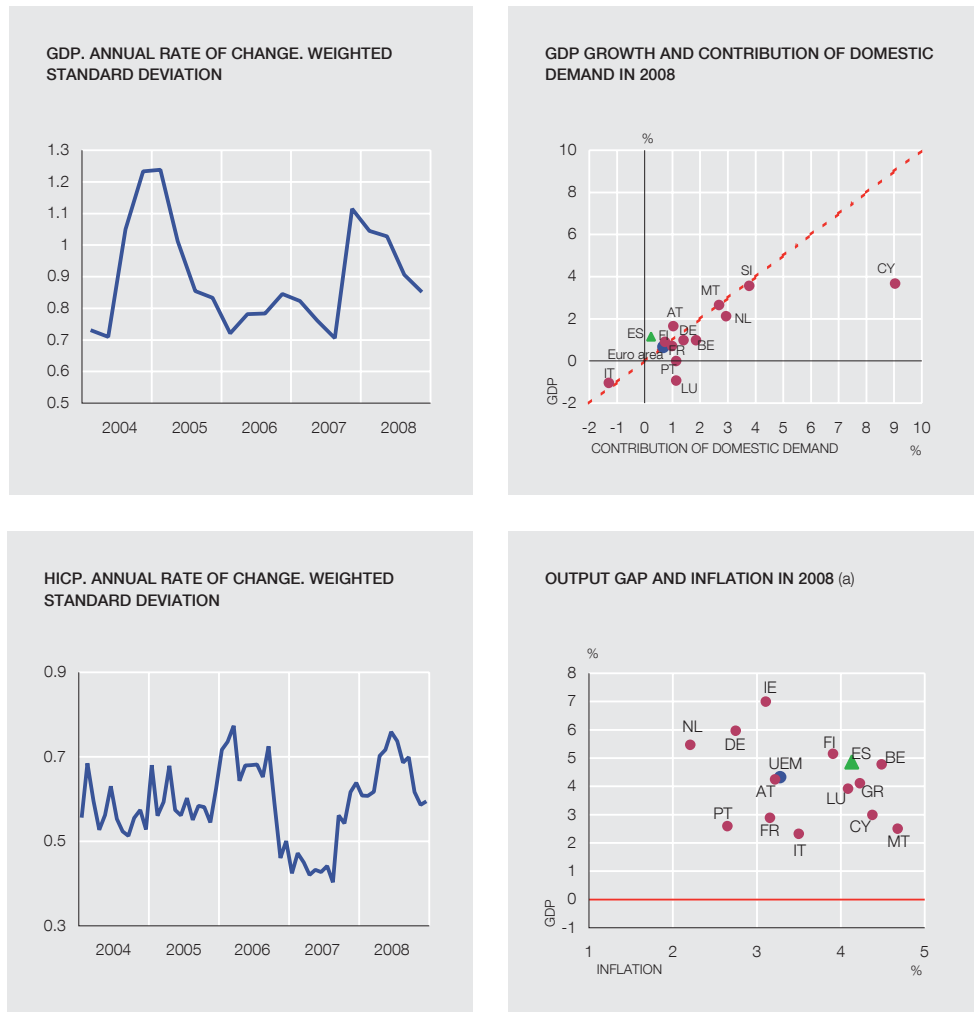 GDP. ANNUAL RATE OF CHANGE. WEIGHTED
STANDARD DEVIATION
1.3
1.2
1.1
1
0.9
0.8
0.7
0.6
0.5
2004 2005 2006 2007 2008
GDP GROWTH AND CONTRIBUTION OF DOMESTIC
DEMAND IN 2008
%
10
8
6
4
2
0
-2
GDP
SI
CY
MT
AT
NL
ES
FI
DE
BE
Euro area
FR
PT
IT
LU
-2 -1 0 1 2 3 4 5 6 7 8 9 10
CONTRIBUTION OF DOMESTIC DEMAND %
HICP. ANNUAL RATE OF CHANGE. WEIGHTED
STANDARD DEVIATION
0.9
0.7
0.5
0.3
2004 2005 2006 2007 2008
OUTPUT GAP AND INFLATION IN 2008 (a)
%
8
7
6
5
4
3
2
1
0
-1
GDP
IE
NL
DE
FI
ES
BE
UEM
AT
LU
GR
PT
FR
CY
IT
MT
1 2 3 4 5
INFLATION %